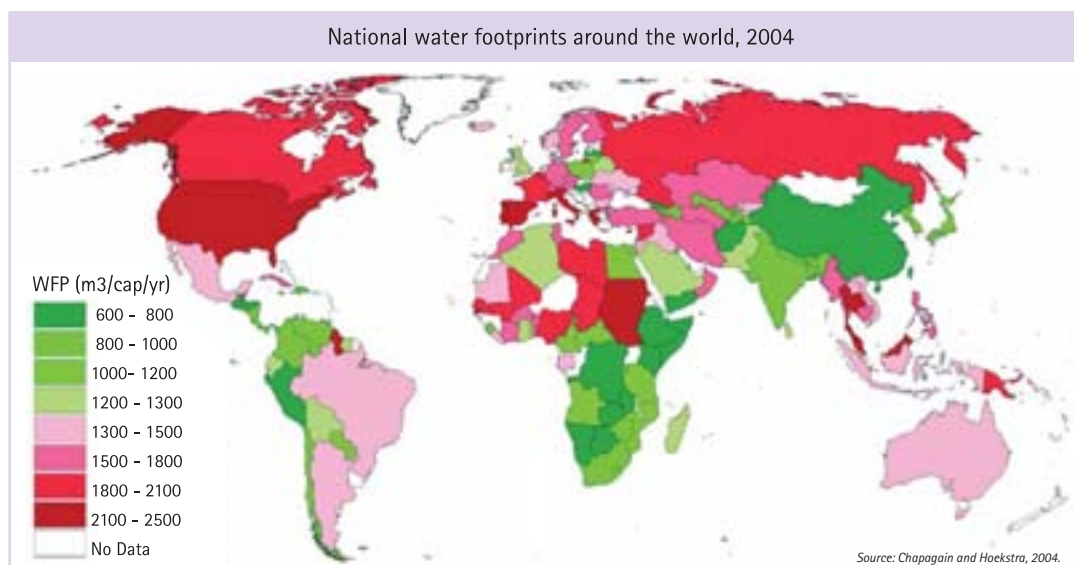 National water footprints around the world, 2004
WFP (m3/cap/yr)
600 - 800
800 - 1000
1000- 1200
1200 - 1300
1300 - 1500
1500 - 1800
1800 - 2100
2100 - 2500
No Data
Source: Chapagain and Hoekstra, 2004.